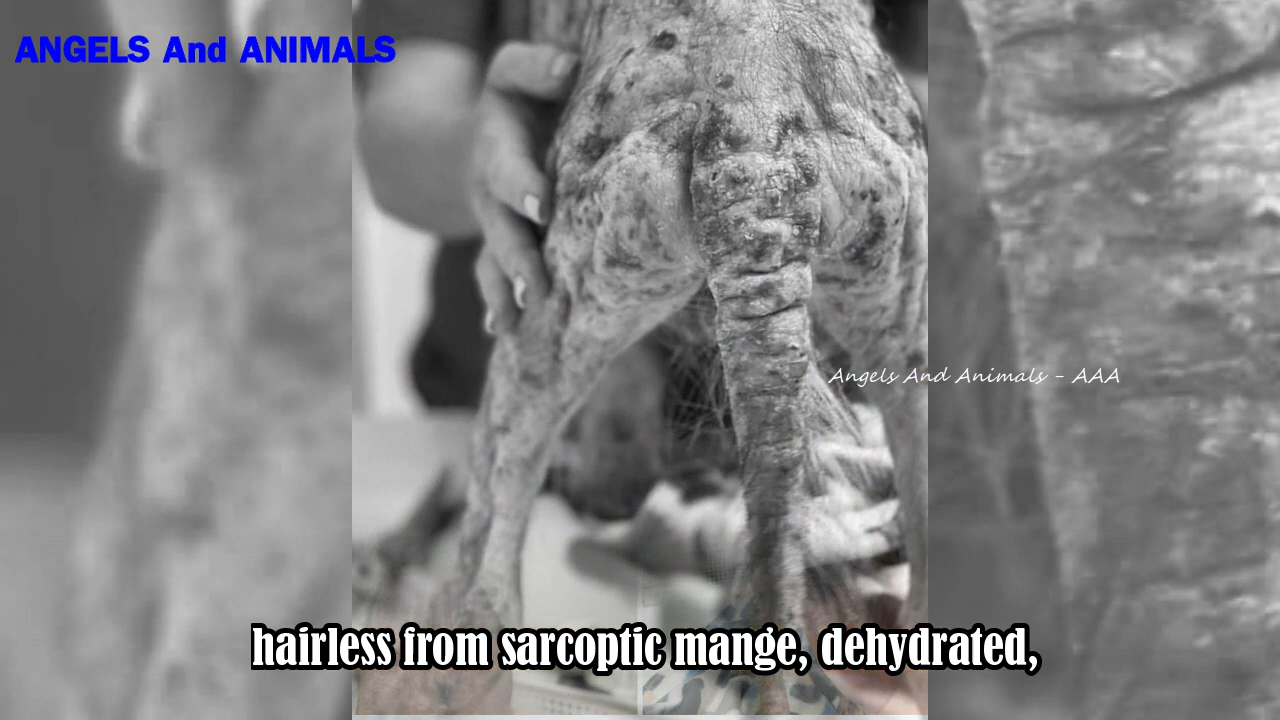 ANGELS And ANIMALS
Angels And Animals - AAA
hairless from sarcoptic mange, dehydrated,